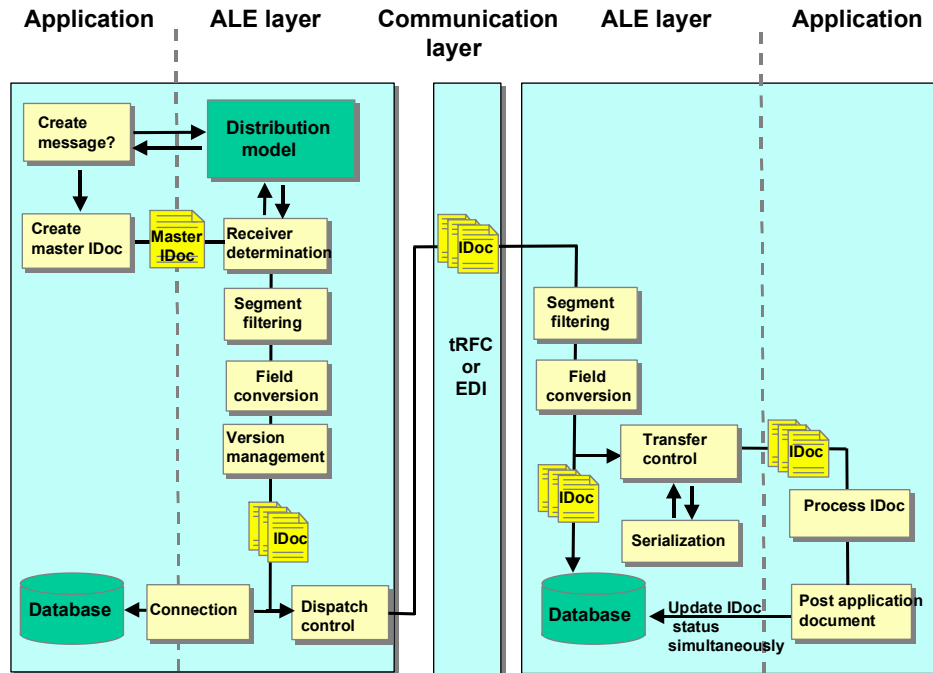 Application
ALE layer
Communication
layer
ALE layer
Application
Create
message?
Distribution
model
Create
master IDoc
Master
IDoc
Receiver
determination
Segment
filtering
Field
conversion
Version
management
IDoc
Database
Connection
Dispatch
control
IDoc
tRFC
or
EDI
Segment
filtering
Field
conversion
Transfer
control
IDoc
IDoc
Serialization
Process IDoc
Database
Update IDoc
status
simultaneously
Post application
document